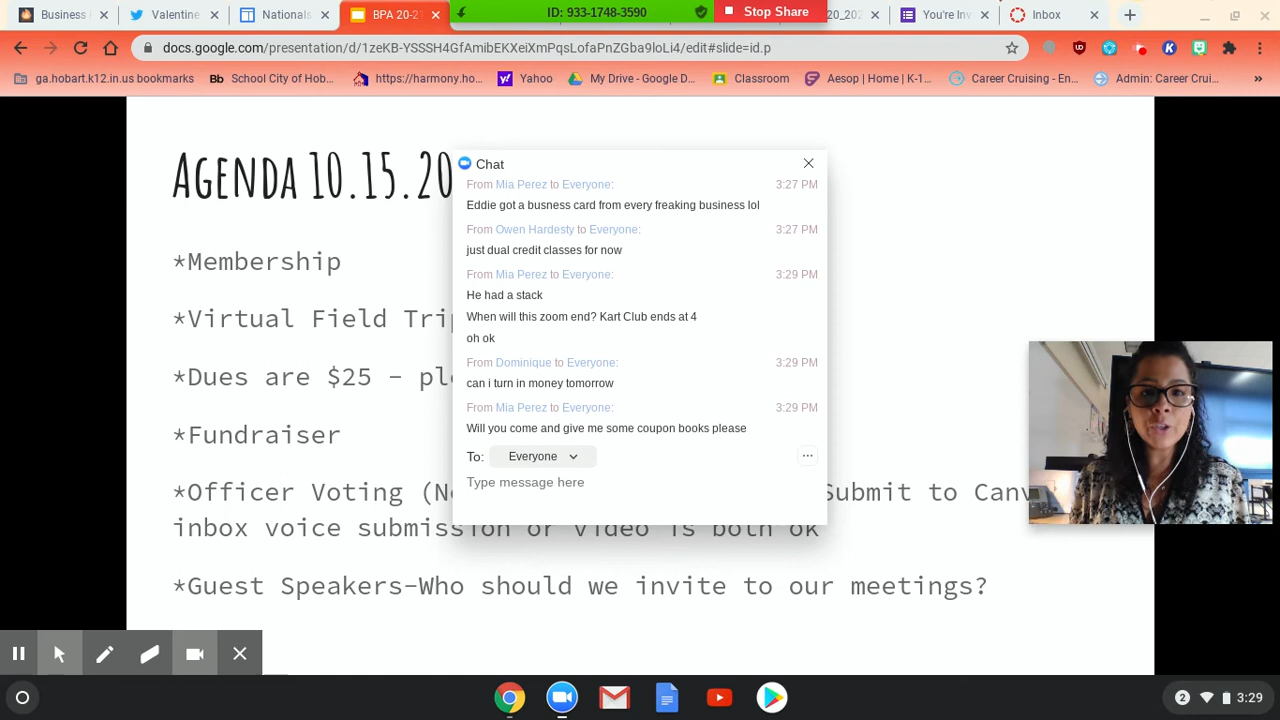 Business
Valentine
Nationals
BPA 20-2
ID: 933-1748-3590
Stop Share
20_202
You're Inv
Inbox
docs.google.com/presentation/d/1zeKB-YSSSH4GfAmibEKXeiXmPqsLofaPnZGba9loLi4/edit#slide=id.p
ga.hobart.k12.in.us bookmarks
Bb School City of Hob...
https://harmony.ho...
Yahoo
My Drive - Google D...
Classroom
Aesop | Home | K-1...
Career Cruising - En...
Admin: Career Crui...
Agenda 10.15.20
*Membership
*Virtual Field Trip
*Dues are $25 -
*Fundraiser
*Officer Voting
Submit to Canv
inbox voice submission or video is both ok
*Guest Speakers-Who should we invite to our meetings?
Chat
From Mia Perez to Everyone: 3:27 PM
Eddie got a busness card from every freaking business lol
From Owen Hardesty to Everyone: 3:27 PM
just dual credit classes for now
From Mia Perez to Everyone: 3:29 PM
He had a stack
When will this zoom end? Kart Club ends at 4
oh ok
From Dominique to Everyone: 3:29 PM
can i turn in money tomorrow
From Mia Perez to Everyone: 3:29 PM
Will you come and give me some coupon books please
To: Everyone
Type message here
2
3:29